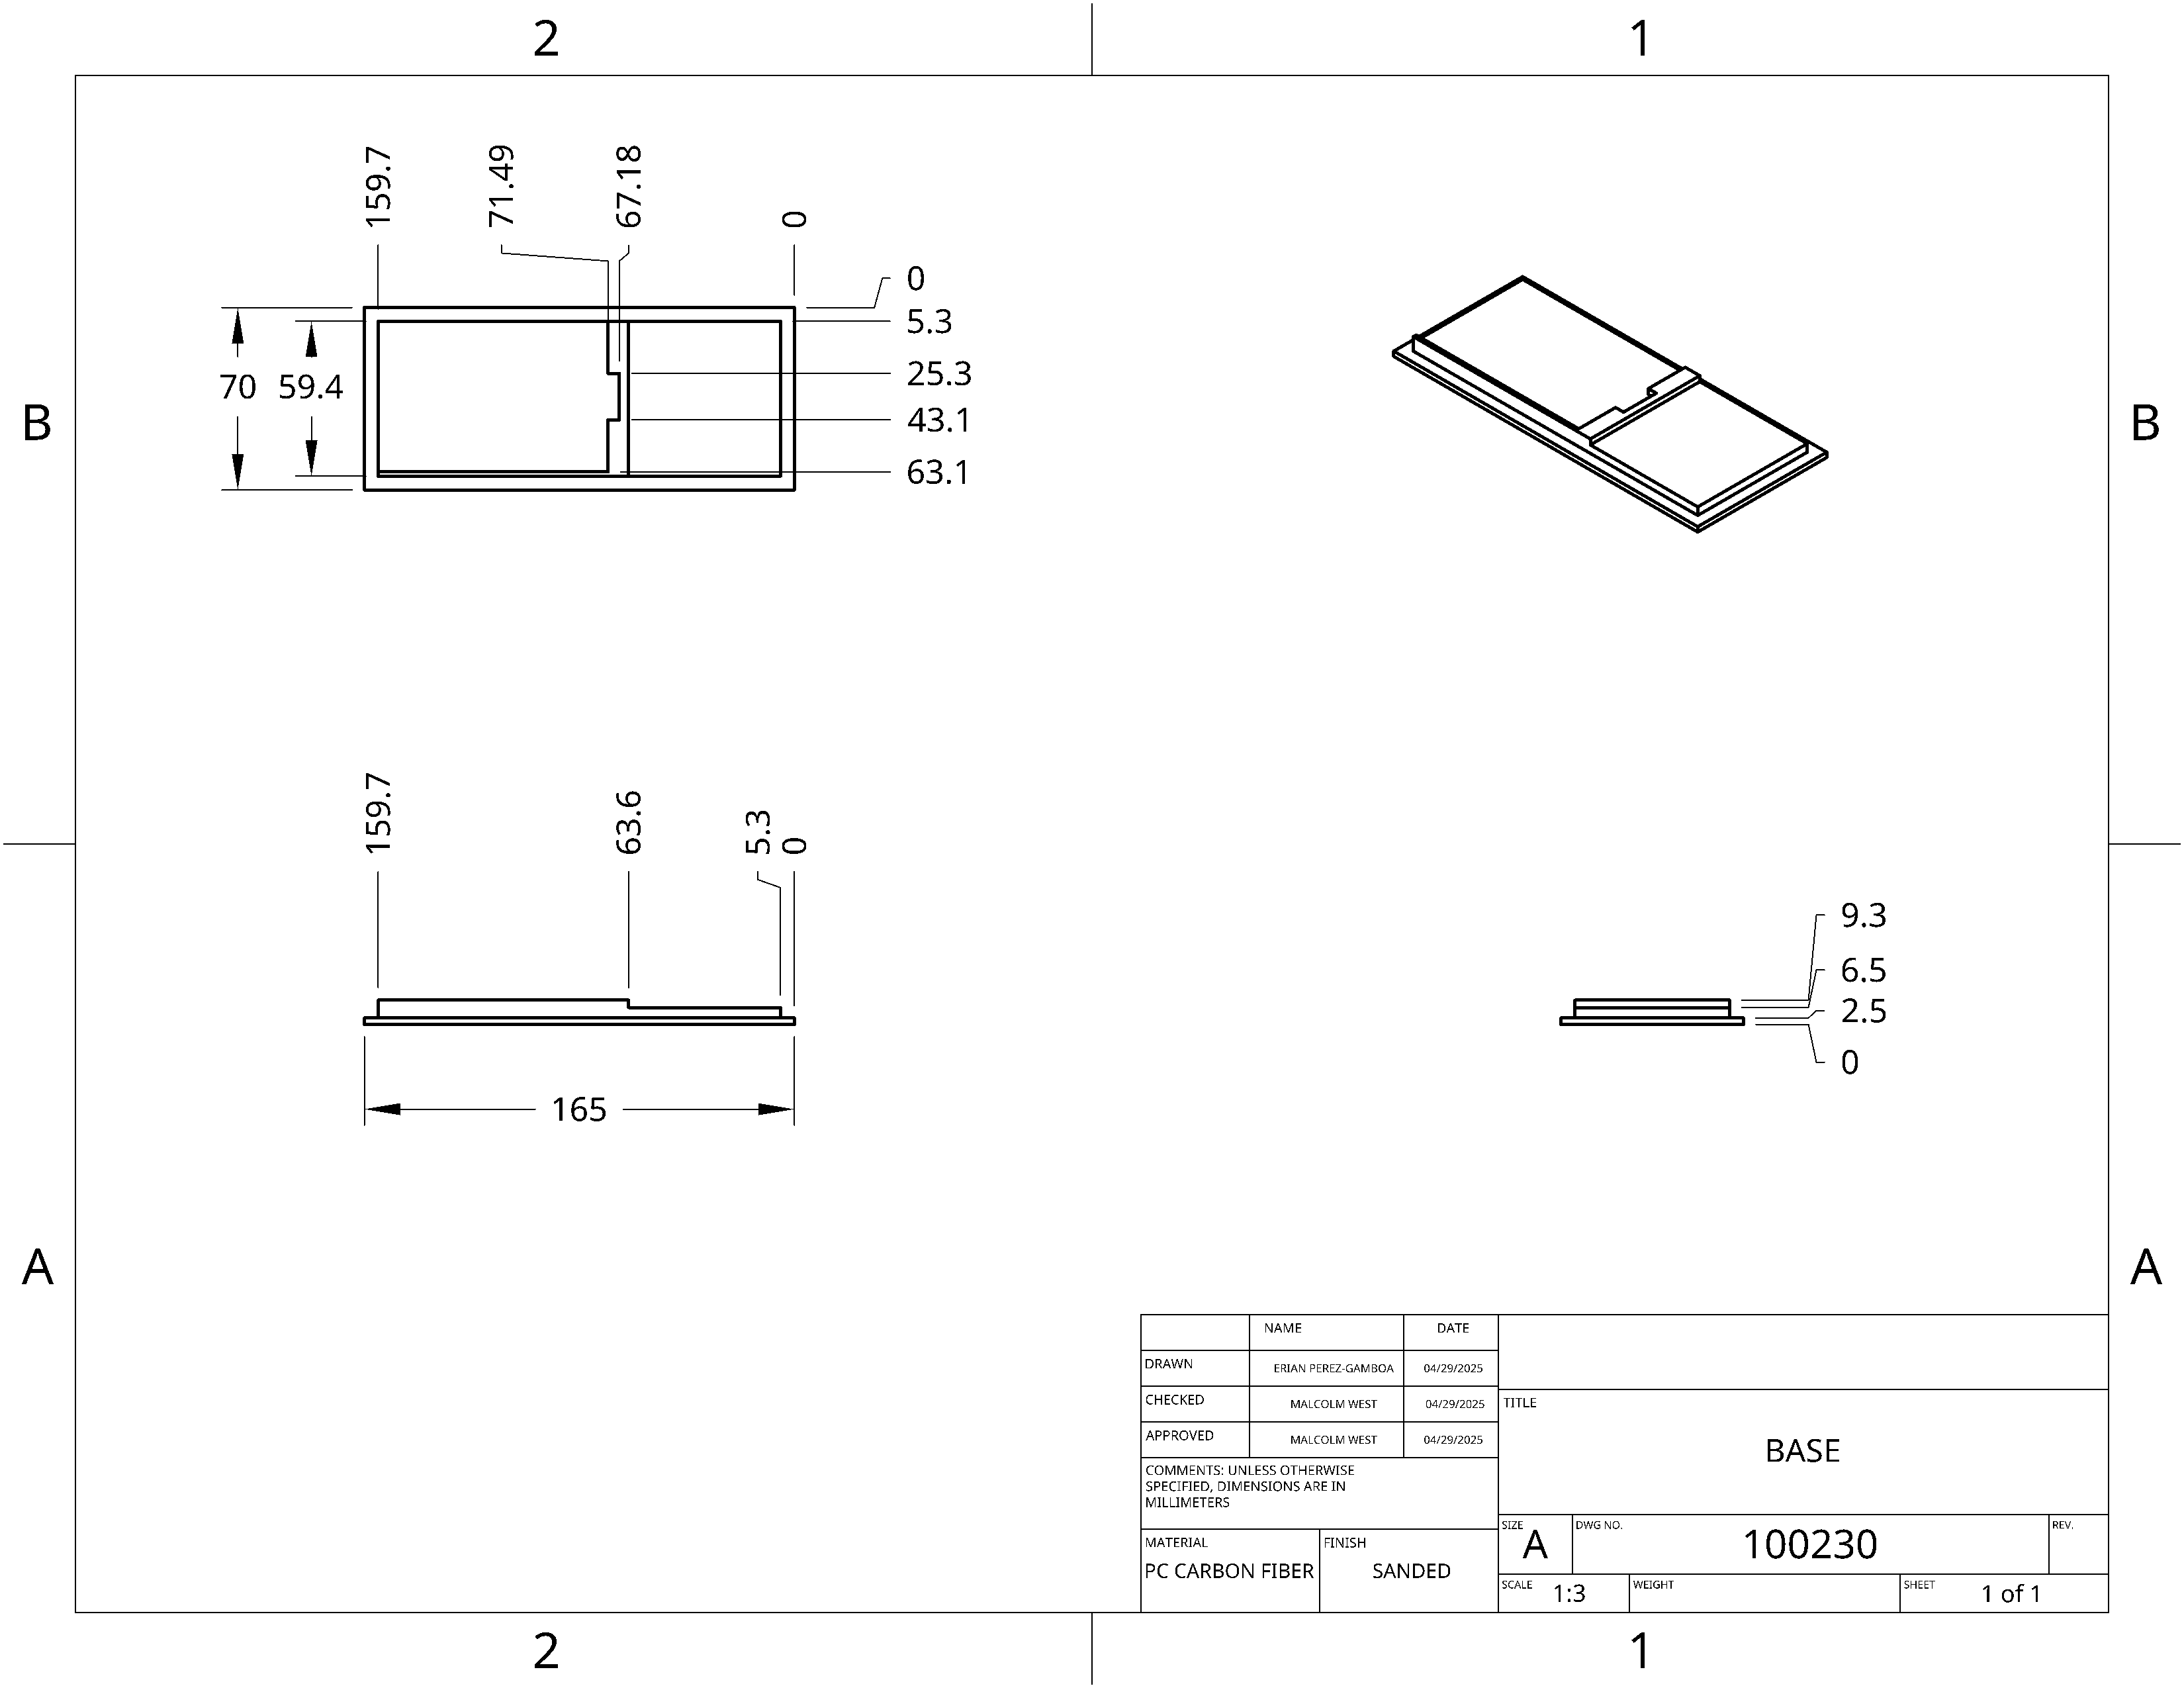 2 1
159.7 71.49 67.18 0
0
5.3
25.3
43.1
63.1
70 59.4
B B
159.7 63.6 5.3 0
165
9.3
6.5
2.5
0
A A
NAME DATE
DRAWN ERIAN PEREZ-GAMBOA 04/29/2025
CHECKED MALCOLM WEST 04/29/2025
APPROVED MALCOLM WEST 04/29/2025
COMMENTS: UNLESS OTHERWISE
SPECIFIED, DIMENSIONS ARE IN
MILLIMETERS
MATERIAL
PC CARBON FIBER
FINISH
SANDED
TITLE
BASE
SIZE
A
DWG NO.
100230
REV.
SCALE 1:3
WEIGHT
SHEET 1 of 1
2 1